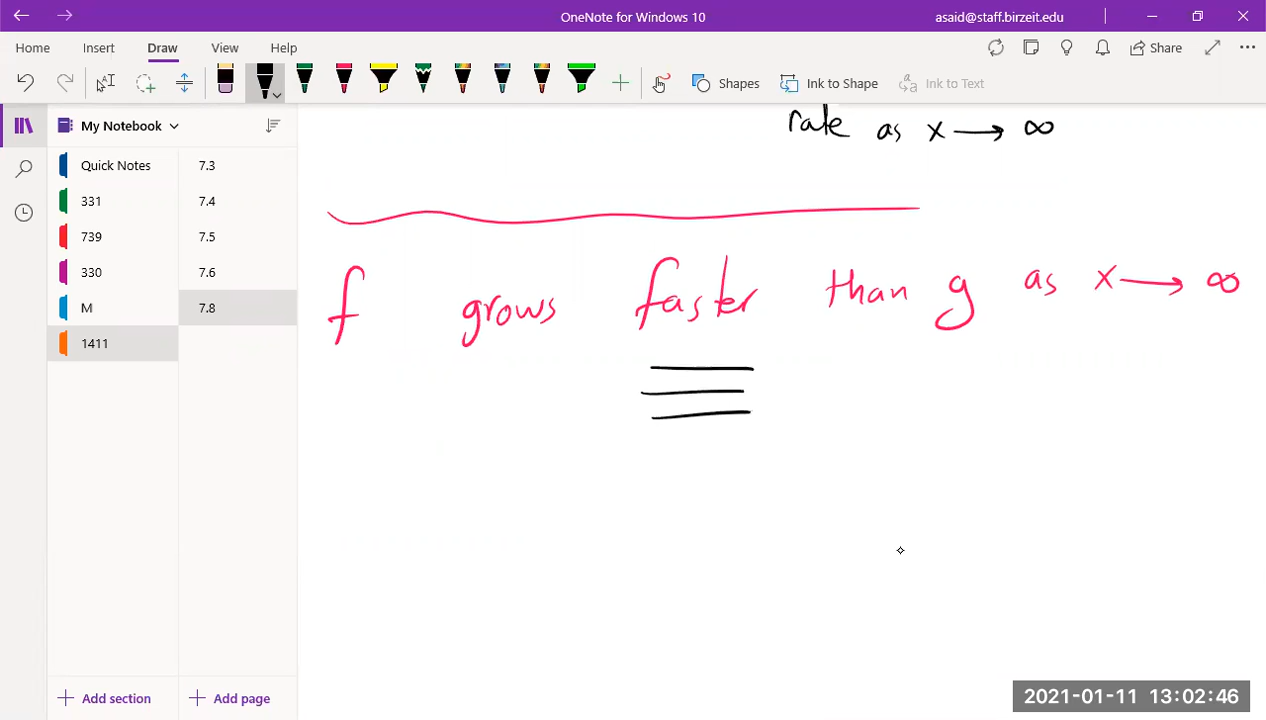 OneNote for Windows 10
asaid@staff.birzeit.edu
Home Insert Draw View Help
Share
Shapes
Ink to Shape
Ink to Text
My Notebook
Quick Notes
331
739
330
M
1411
7.3
7.4
7.5
7.6
7.8
rate as x → ∞
f grows faster than g as x → ∞
Add section
Add page
2021-01-11 13:02:46